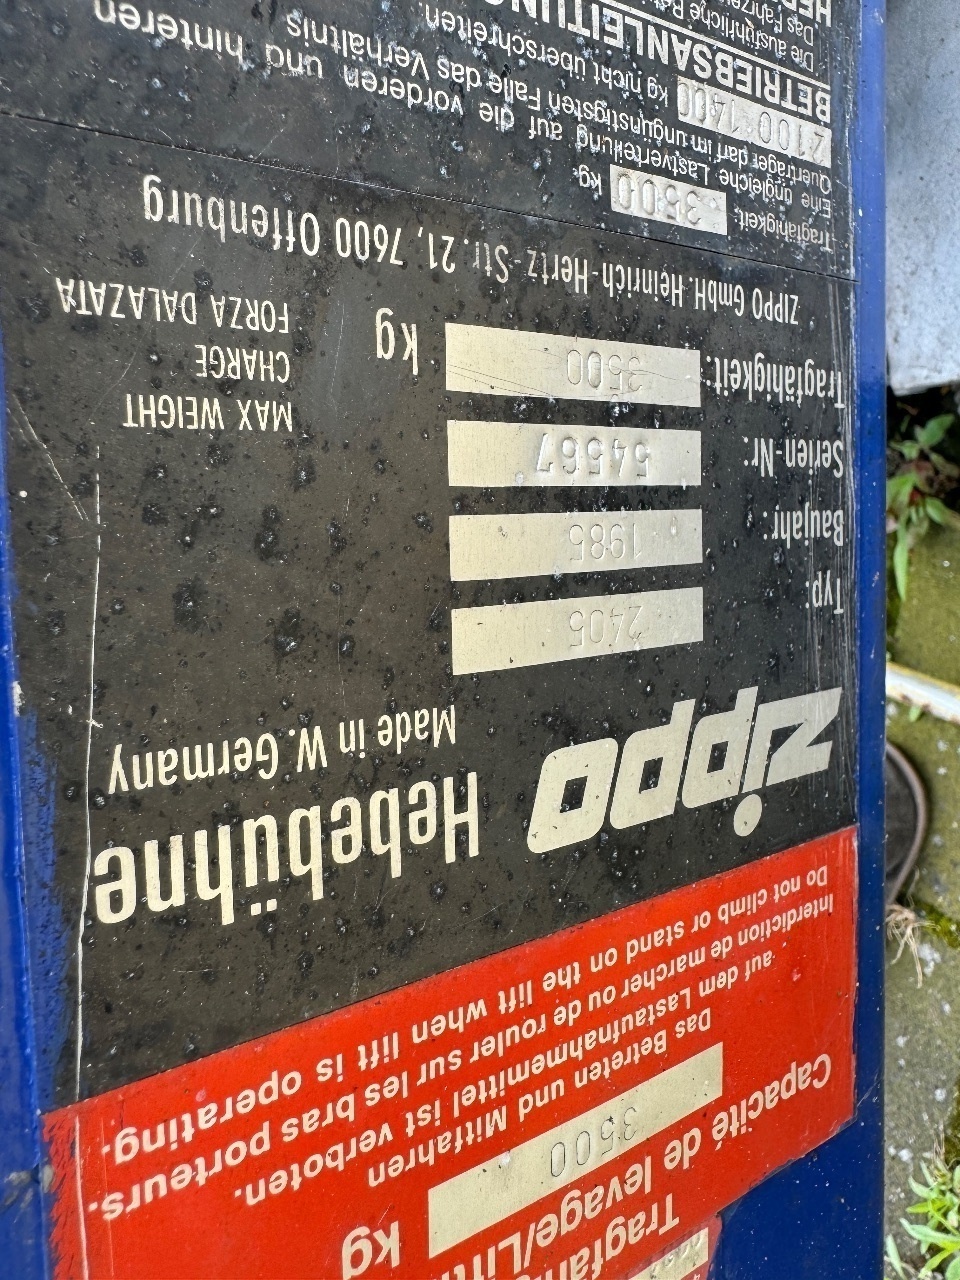 Tragfäh
Capacité de levage/Lit
3500 kg
Das Betreten und Mitfahren
auf dem Lastaufnahmemittel ist verboten.
Interdiction de marcher ou de rouler sur les bras porteurs.
Do not climb or stand on the lift when lift is operating.
zippo Hebebühne
Made in W. Germany
Typ: 2405
Baujahr: 1985
Serien-Nr.: 54567
Tragfähigkeit: 3500 kg
MAX WEIGHT
CHARGE
FORZA DALAZATA
ZIPPO GmbH. Heinrich-Hertz-Str. 21, 7600 Offenburg
Tragfähigkeit: 3500 kg.
Eine ungleiche Lastverteilung auf die vorderen und hinteren
Querträger darf im ungünstigsten Falle das Verhältnis
2100 1400 kg nicht überschreiten.
BETRIEBSANLEITUNG
Die ausführliche
Das